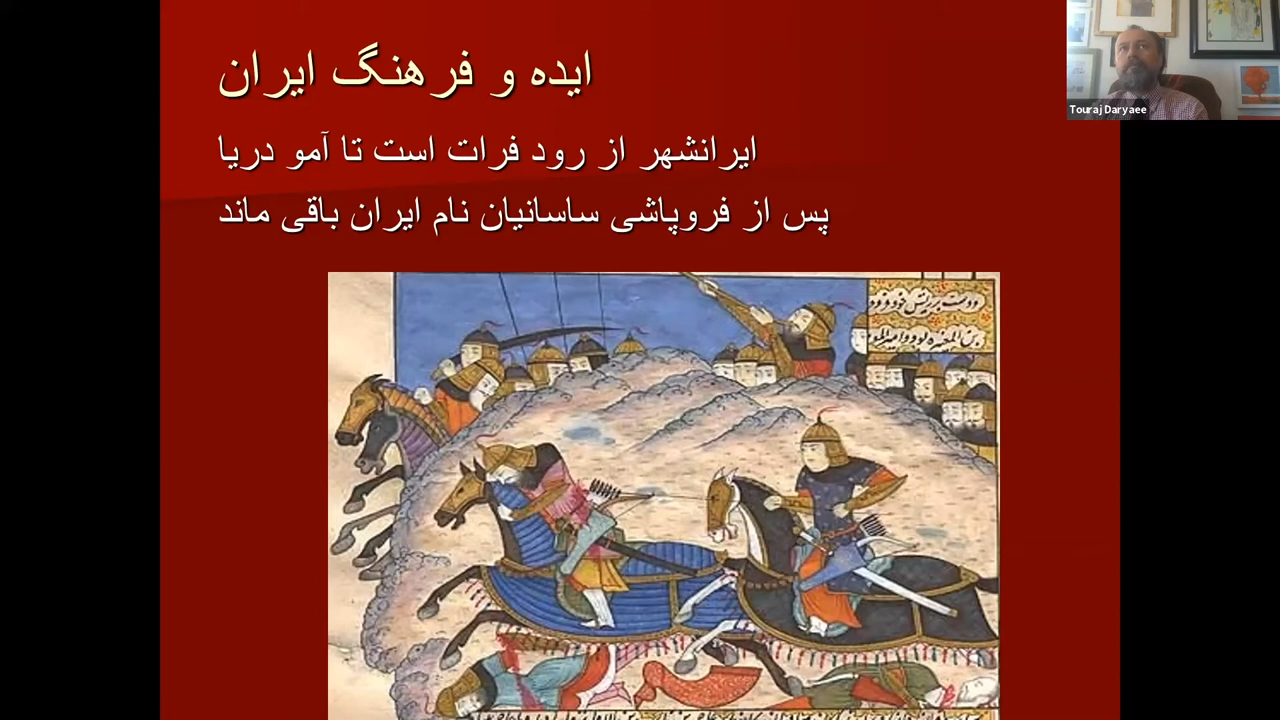 ایده و فرهنگ ایران
ایرانشهر از رود فرات است تا آمو دریا
پس از فروپاشی ساسانیان نام ایران باقی ماند
Touraj Daryaee